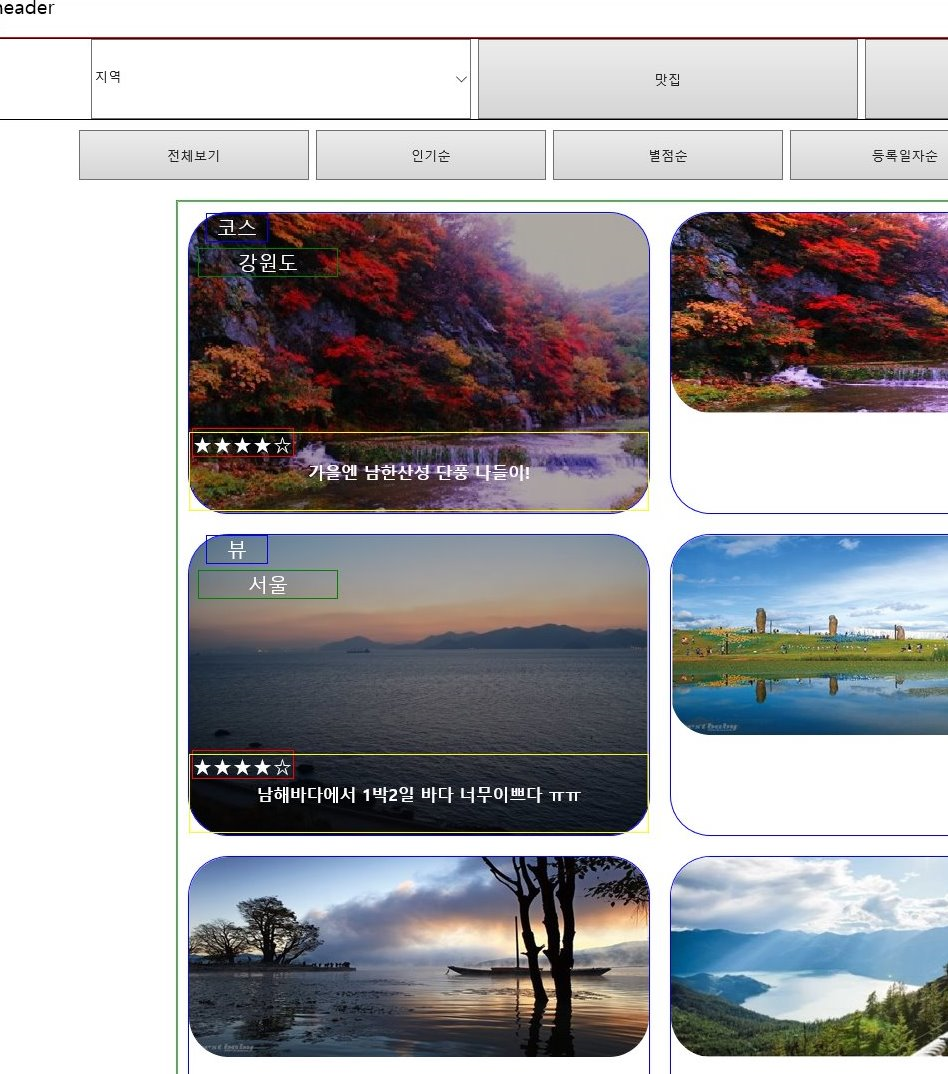 header
지역
맛집
전체보기
인기순
별점순
등록일자순
코스
강원도
★★★★☆
가을엔 남한산성 단풍 나들이!
뷰
서울
★★★★☆
남해바다에서 1박2일 바다 너무이쁘다 ㅠㅠ